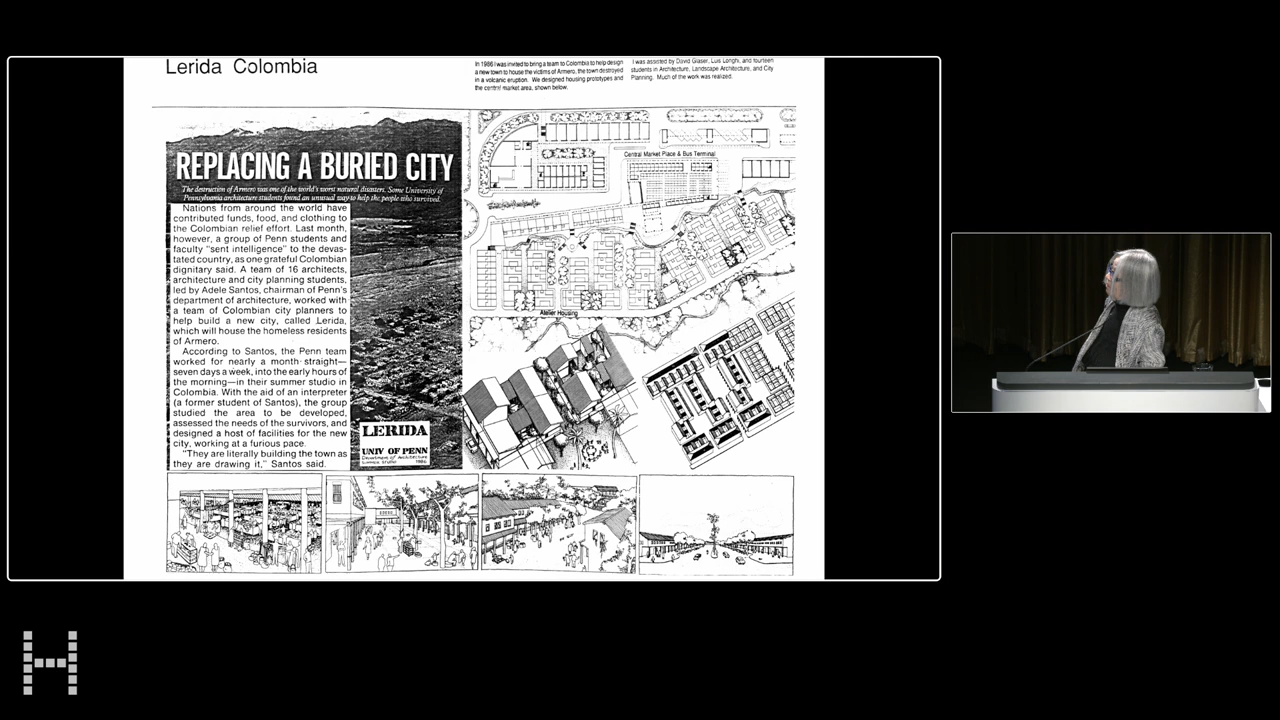 Lerida Colombia
In 1986 I was invited to bring a team to Colombia to help design
a new town to house the victims of Armero, the town destroyed
in a volcanic eruption. We designed housing prototypes and
the central market area, shown below.
I was assisted by David Glaser, Luis Longhi, and fourteen
students in Architecture, Landscape Architecture, and City
Planning. Much of the work was realized.
REPLACING A BURIED CITY
The destruction of Armero was one of the world's worst natural disasters. Some University of
Pennsylvania architecture students found an unusual way to help the people who survived.
Nations from around the world have
contributed funds, food, and clothing to
the Colombian relief effort. Last month,
however, a group of Penn students and
faculty "sent intelligence" to the devas-
tated country, as one grateful Colombian
dignitary said. A team of 16 architects,
architecture and city planning students,
led by Adele Santos, chairman of Penn's
department of architecture, worked with
a team of Colombian city planners to
help build a new city, called Lerida,
which will house the homeless residents
of Armero.
According to Santos, the Penn team
worked for nearly a month straight—
seven days a week, into the early hours of
the morning—in their summer studio in
Colombia. With the aid of an interpreter
(a former student of Santos), the group
studied the area to be developed,
assessed the needs of the survivors, and
designed a host of facilities for the new
city, working at a furious pace.
"They are literally building the town as
they are drawing it," Santos said.
LERIDA
UNIV OF PENN
Department of Architecture
Summer studio 1986
Central Market Place & Bus Terminal
Atelier Housing
H